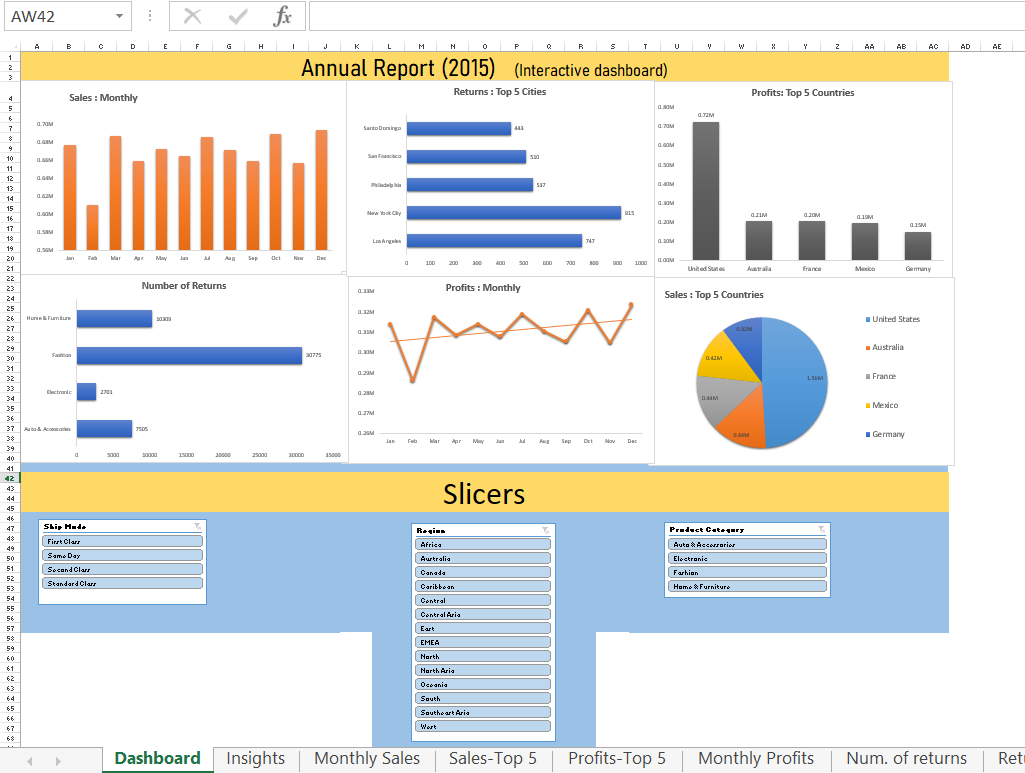 AW42
fx
A B C D E F G H I J K L M N O P Q R S T U V W X Y Z AA AB AC AD AE
Annual Report (2015) (Interactive dashboard)
Sales : Monthly
0.70M
0.68M
0.66M
0.64M
0.62M
0.60M
0.58M
0.56M
Jan Feb Mar Apr May Jun Jul Aug Sep Oct Nov Dec
Returns : Top 5 Cities
Santo Domingo 443
San Francisco 510
Philadelphia 537
New York City 915
Los Angeles 747
0 100 200 300 400 500 600 700 800 900 1000
Profits: Top 5 Countries
0.80M
0.70M
0.60M
0.50M
0.40M
0.30M
0.20M
0.10M
0.00M
0.72M
0.21M
0.20M
0.19M
0.15M
United States Australia France Mexico Germany
Number of Returns
Home & Furniture 10309
Fashion 30775
Electronic 2701
Auto & Accessories 7505
0 5000 10000 15000 20000 25000 30000 35000
Profits : Monthly
0.33M
0.32M
0.31M
0.30M
0.29M
0.28M
0.27M
0.26M
Jan Feb Mar Apr May Jun Jul Aug Sep Oct Nov Dec
Sales : Top 5 Countries
0.32M
0.42M
0.44M
1.56M
United States
Australia
France
Mexico
Germany
Slicers
Ship Mode
First Class
Same Day
Second Class
Standard Class
Region
Africa
Australia
Canada
Caribbean
Central
Central Asia
East
EMEA
North
North Asia
Oceania
South
Southeast Asia
West
Product Category
Auto & Accessories
Electronic
Fashion
Home & Furniture
Dashboard Insights Monthly Sales Sales-Top 5 Profits-Top 5 Monthly Profits Num. of returns Ret